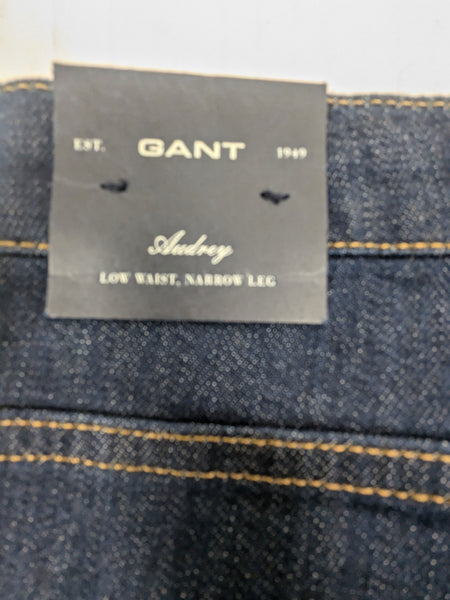 EST. GANT 1949
Audrey
LOW WAIST, NARROW LEG